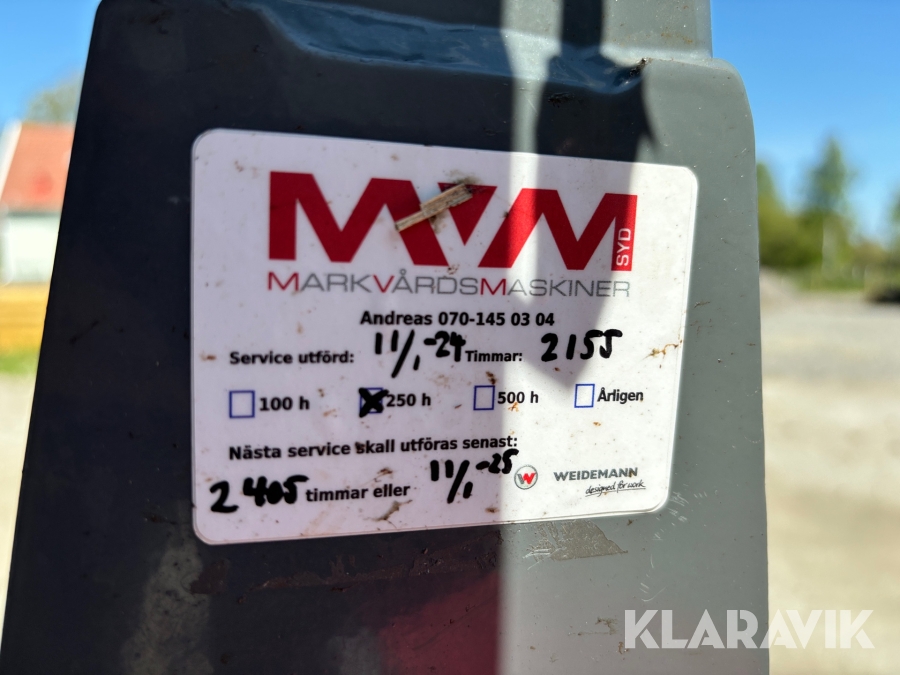 MVM SYD
MARKVÅRDSMASKINER
Andreas 070-145 03 04
Service utförd: 11/1-24 Timmar: 2155
100 h 250 h 500 h Årligen
Nästa service skall utföras senast:
2405 timmar eller 11/1-25
W WEIDEMANN
designed for work
KLARAVIK